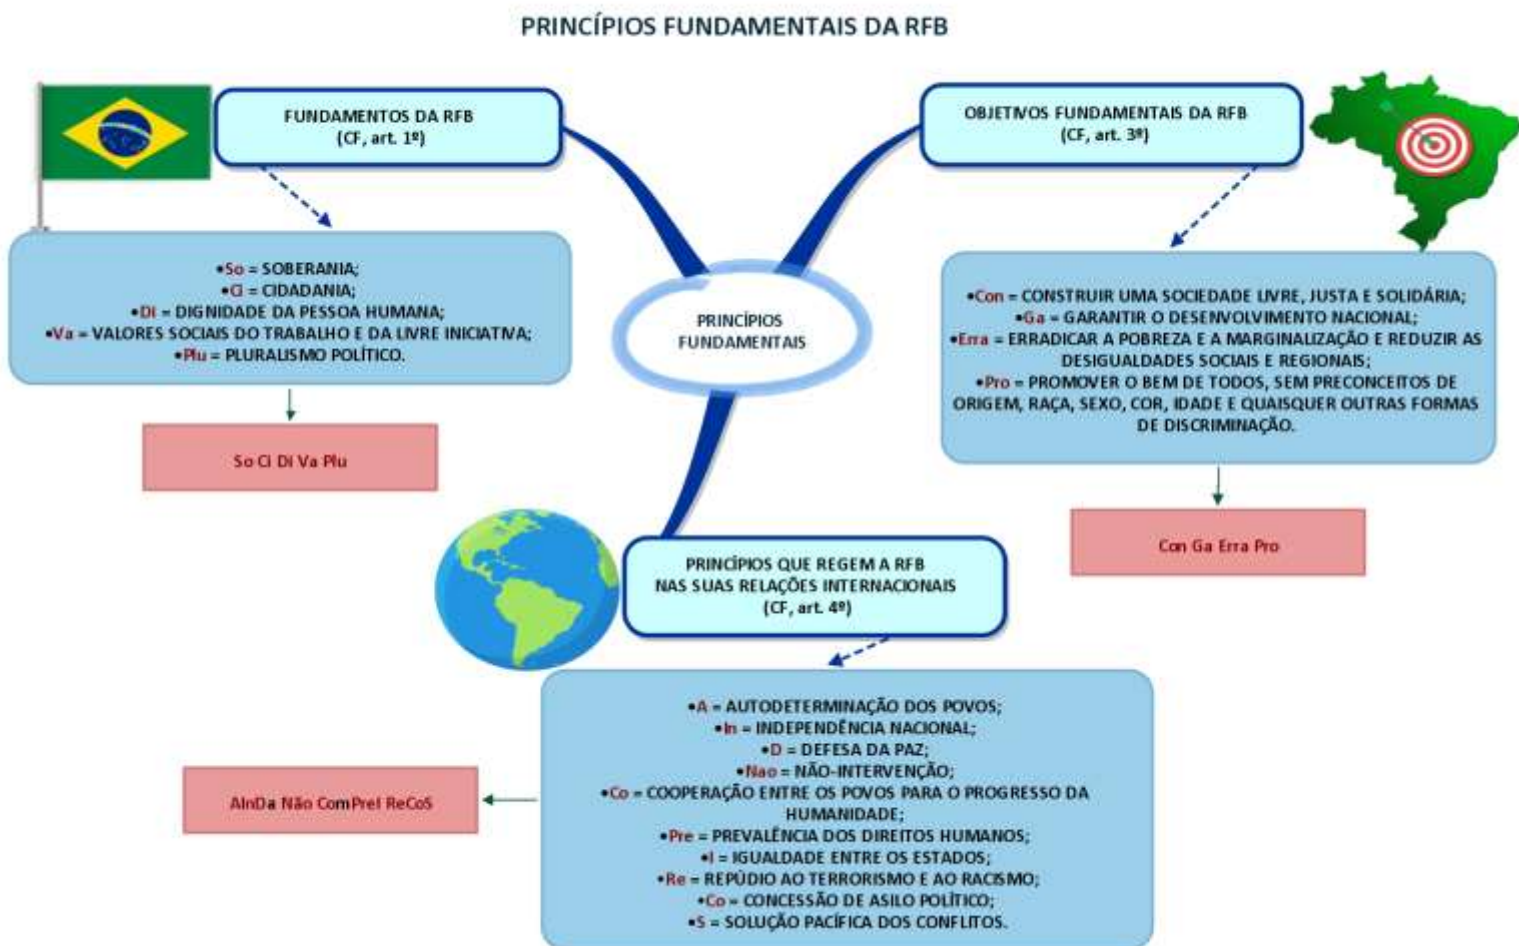 PRINCÍPIOS FUNDAMENTAIS DA RFB
FUNDAMENTOS DA RFB
(CF, art. 1º)
•So = SOBERANIA;
•Ci = CIDADANIA;
•Di = DIGNIDADE DA PESSOA HUMANA;
•Va = VALORES SOCIAIS DO TRABALHO E DA LIVRE INICIATIVA;
•Plu = PLURALISMO POLÍTICO.
So Ci Di Va Plu
PRINCÍPIOS
FUNDAMENTAIS
OBJETIVOS FUNDAMENTAIS DA RFB
(CF, art. 3º)
•Con = CONSTRUIR UMA SOCIEDADE LIVRE, JUSTA E SOLIDÁRIA;
•Ga = GARANTIR O DESENVOLVIMENTO NACIONAL;
•Erra = ERRADICAR A POBREZA E A MARGINALIZAÇÃO E REDUZIR AS
DESIGUALDADES SOCIAIS E REGIONAIS;
•Pro = PROMOVER O BEM DE TODOS, SEM PRECONCEITOS DE
ORIGEM, RAÇA, SEXO, COR, IDADE E QUAISQUER OUTRAS FORMAS
DE DISCRIMINAÇÃO.
Con Ga Erra Pro
PRINCÍPIOS QUE REGEM A RFB
NAS SUAS RELAÇÕES INTERNACIONAIS
(CF, art. 4º)
•A = AUTODETERMINAÇÃO DOS POVOS;
•In = INDEPENDÊNCIA NACIONAL;
•D = DEFESA DA PAZ;
•Nao = NÃO-INTERVENÇÃO;
•Co = COOPERAÇÃO ENTRE OS POVOS PARA O PROGRESSO DA
HUMANIDADE;
•Pre = PREVALÊNCIA DOS DIREITOS HUMANOS;
•I = IGUALDADE ENTRE OS ESTADOS;
•Re = REPÚDIO AO TERRORISMO E AO RACISMO;
•Co = CONCESSÃO DE ASILO POLÍTICO;
•S = SOLUÇÃO PACÍFICA DOS CONFLITOS.
AInDa Não ComPreI ReCoS